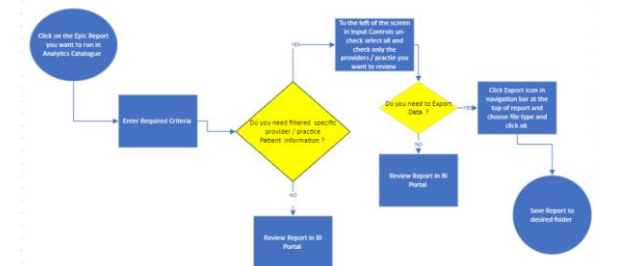 Click on the Epic Report
you want to run in
Analytics Catalogue
Enter Required Criteria
Do you need filtered specific
provider / practice
Patient information ?
YES
To the left of the screen
in Input Controls un-
check select all and
check only the
providers / practie you
want to review
NO
Review Report in BI
Portal
Do you need to Export
Data ?
YES
Click Export icon in
navigation bar at the
top of report and
choose file type and
click ok
NO
Review Report in BI
Portal
Save Report to
desired folder